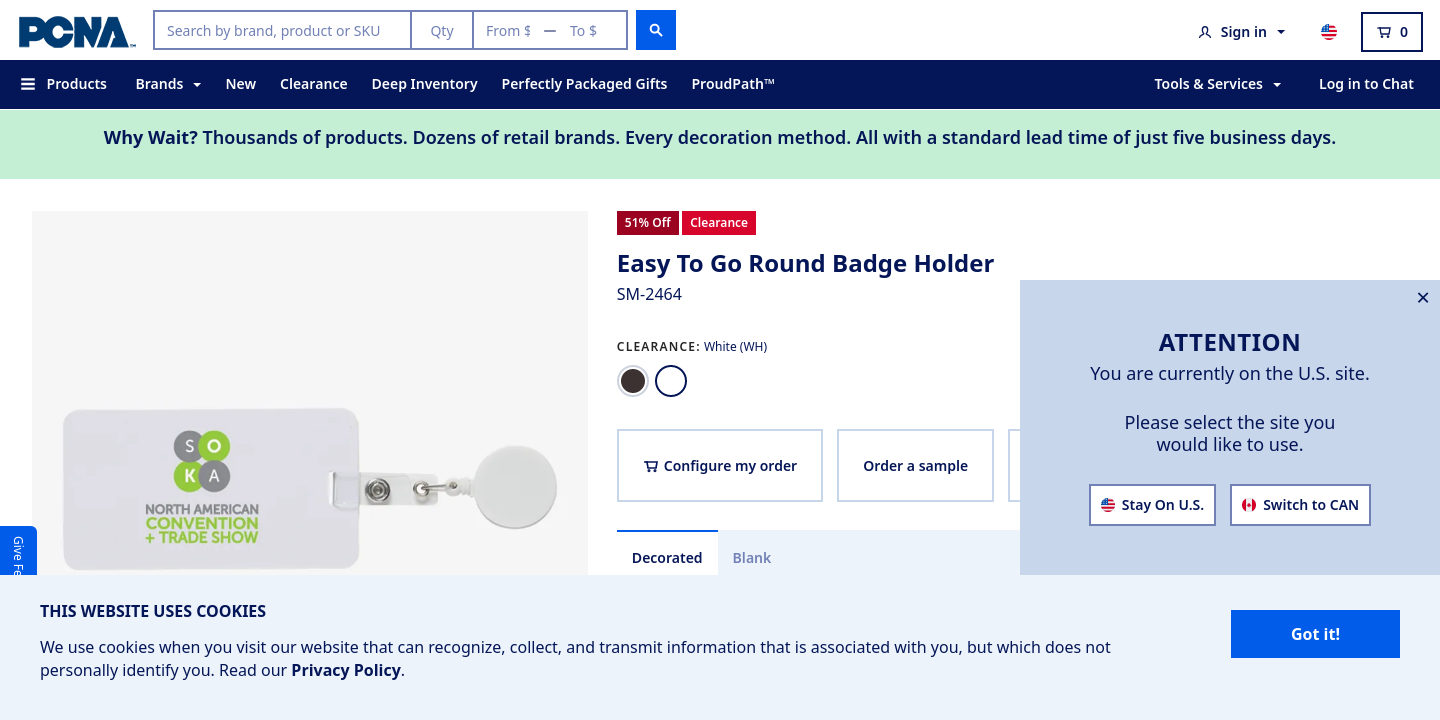 PCNA™
Search by brand, product or SKU
Qty
From $
To $
Sign in
0
Products
Brands
New
Clearance
Deep Inventory
Perfectly Packaged Gifts
ProudPath™
Tools & Services
Log in to Chat
Why Wait? Thousands of products. Dozens of retail brands. Every decoration method. All with a standard lead time of just five business days.
51% Off
Clearance
Easy To Go Round Badge Holder
SM-2464
CLEARANCE: White (WH)
Configure my order
Order a sample
Decorated
Blank
S O
K A
NORTH AMERICAN
CONVENTION
+ TRADE SHOW
Give Fe
ATTENTION
You are currently on the U.S. site.
Please select the site you
would like to use.
Stay On U.S.
Switch to CAN
THIS WEBSITE USES COOKIES
We use cookies when you visit our website that can recognize, collect, and transmit information that is associated with you, but which does not
personally identify you. Read our Privacy Policy.
Got it!